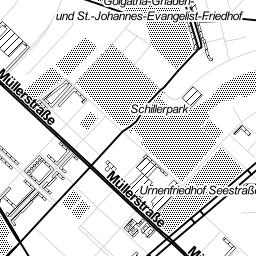 Golgatha-Gnaden-
und St.-Johannes-Evangelist-Friedhof
Müllerstraße
Schillerpark
Müllerstraße
Urnenfriedhof Seestraße